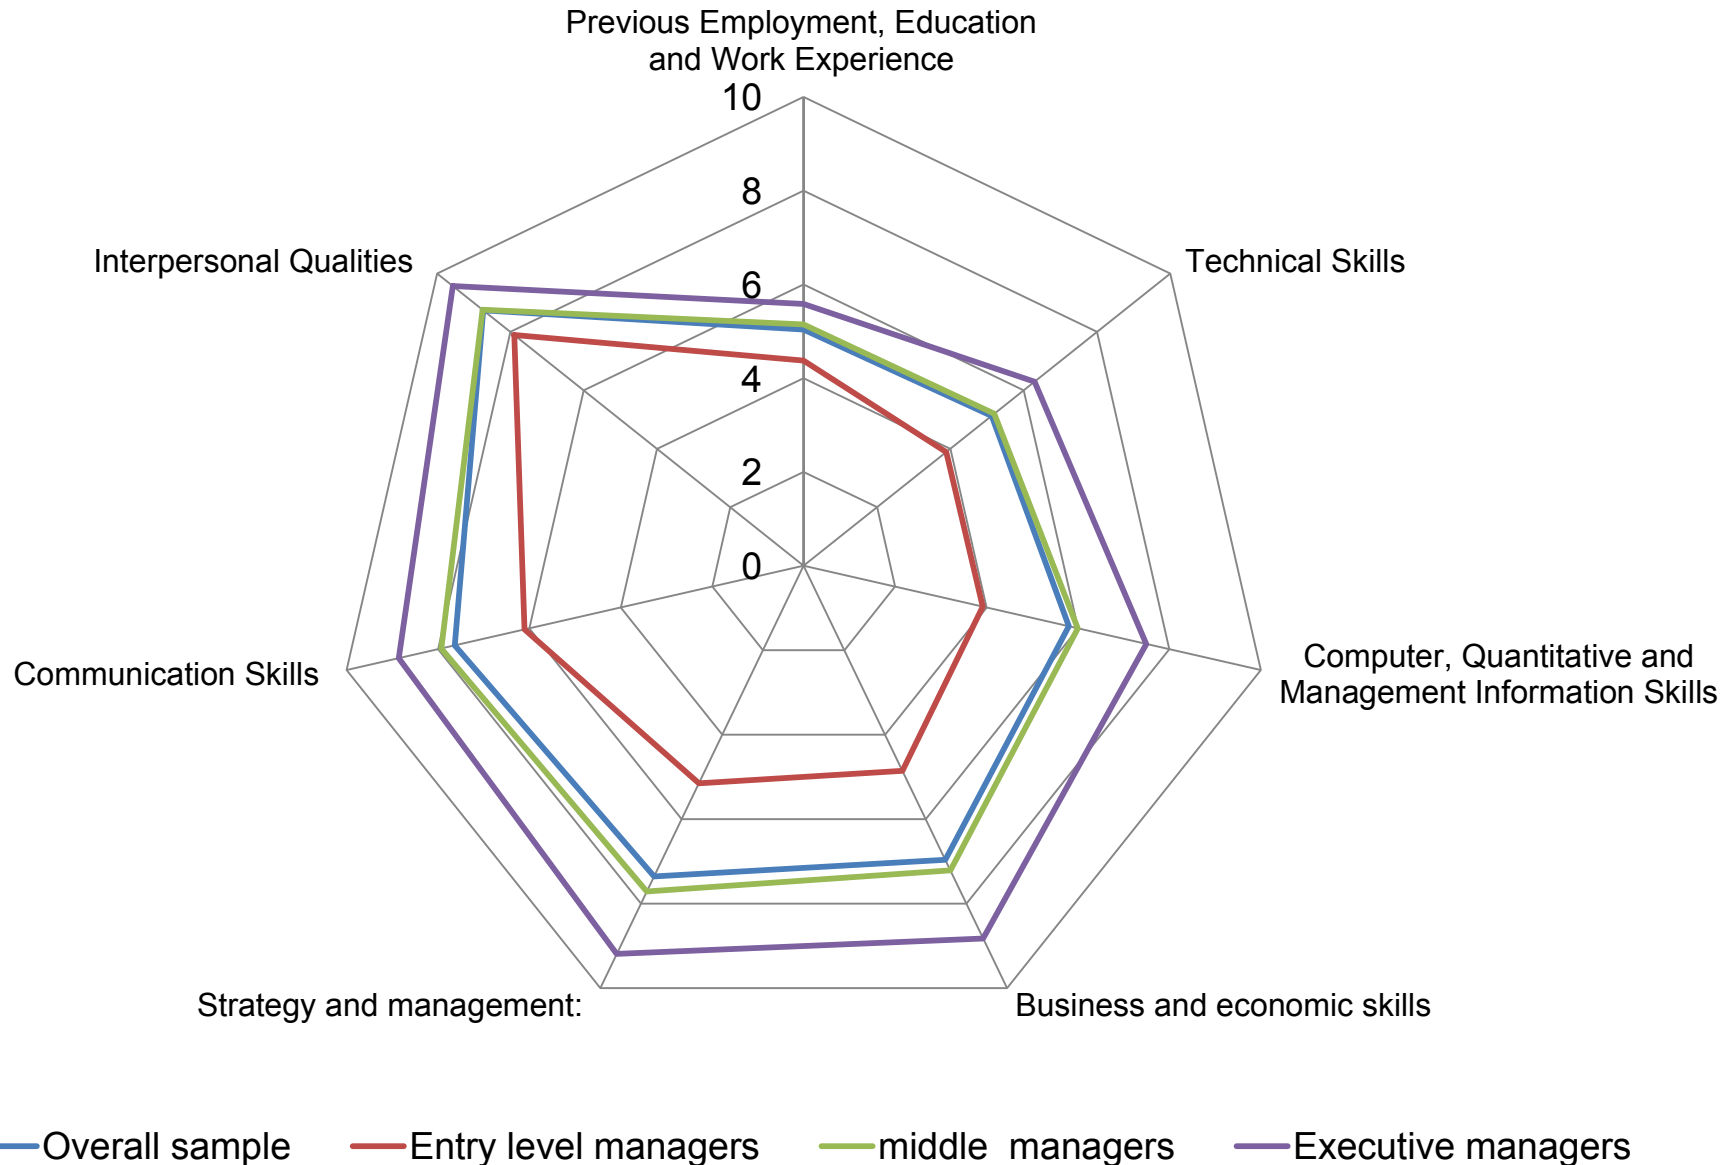 Previous Employment, Education
and Work Experience
10
8
6
4
2
0
Interpersonal Qualities
Technical Skills
Communication Skills
Computer, Quantitative and
Management Information Skills
Strategy and management:
Business and economic skills
Overall sample
Entry level managers
middle managers
Executive managers